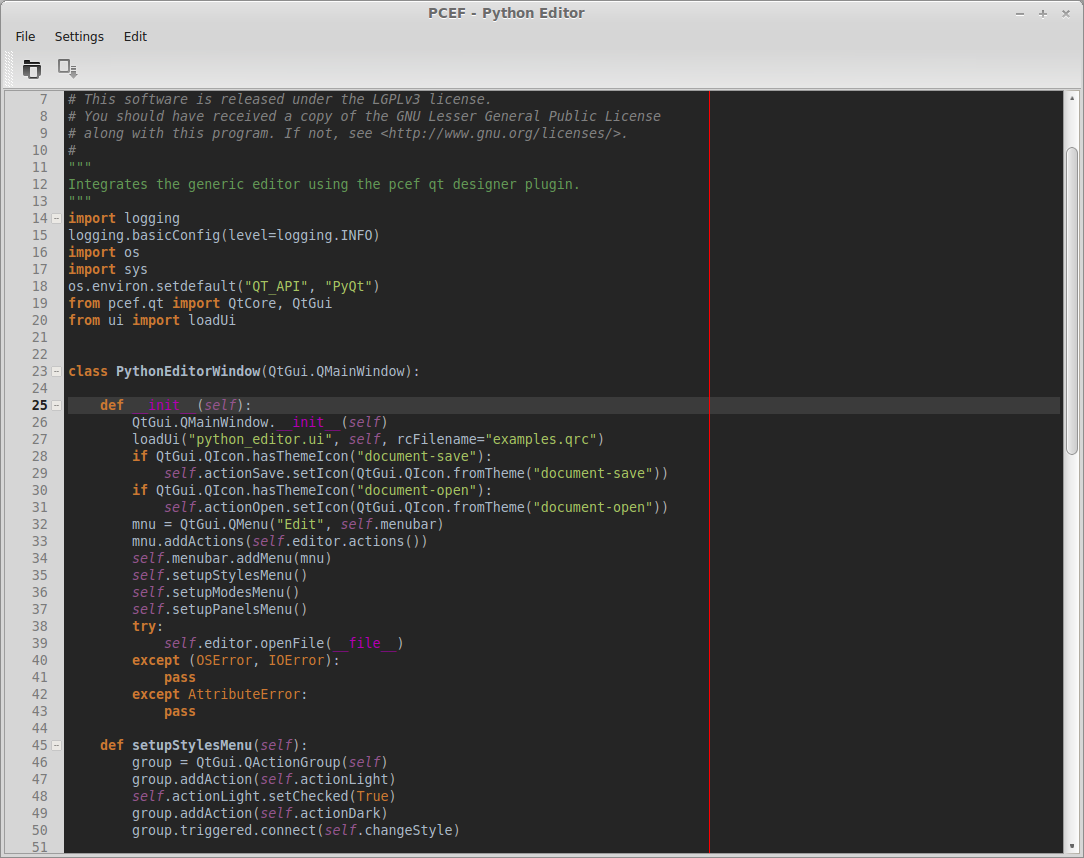 PCEF - Python Editor
File Settings Edit
7 # This software is released under the LGPLv3 license.
8 # You should have received a copy of the GNU Lesser General Public License
9 # along with this program. If not, see <http://www.gnu.org/licenses/>.
10 #
11 """
12 Integrates the generic editor using the pcef qt designer plugin.
13 """
14 import logging
15 logging.basicConfig(level=logging.INFO)
16 import os
17 import sys
18 os.environ.setdefault("QT_API", "PyQt")
19 from pcef.qt import QtCore, QtGui
20 from ui import loadUi
21
22
23 class PythonEditorWindow(QtGui.QMainWindow):
24
25     def __init__(self):
26         QtGui.QMainWindow.__init__(self)
27         loadUi("python_editor.ui", self, rcFilename="examples.qrc")
28         if QtGui.QIcon.hasThemeIcon("document-save"):
29             self.actionSave.setIcon(QtGui.QIcon.fromTheme("document-save"))
30         if QtGui.QIcon.hasThemeIcon("document-open"):
31             self.actionOpen.setIcon(QtGui.QIcon.fromTheme("document-open"))
32         mnu = QtGui.QMenu("Edit", self.menubar)
33         mnu.addActions(self.editor.actions())
34         self.menubar.addMenu(mnu)
35         self.setupStylesMenu()
36         self.setupModesMenu()
37         self.setupPanelsMenu()
38         try:
39             self.editor.openFile(__file__)
40         except (OSError, IOError):
41             pass
42         except AttributeError:
43             pass
44
45     def setupStylesMenu(self):
46         group = QtGui.QActionGroup(self)
47         group.addAction(self.actionLight)
48         self.actionLight.setChecked(True)
49         group.addAction(self.actionDark)
50         group.triggered.connect(self.changeStyle)
51